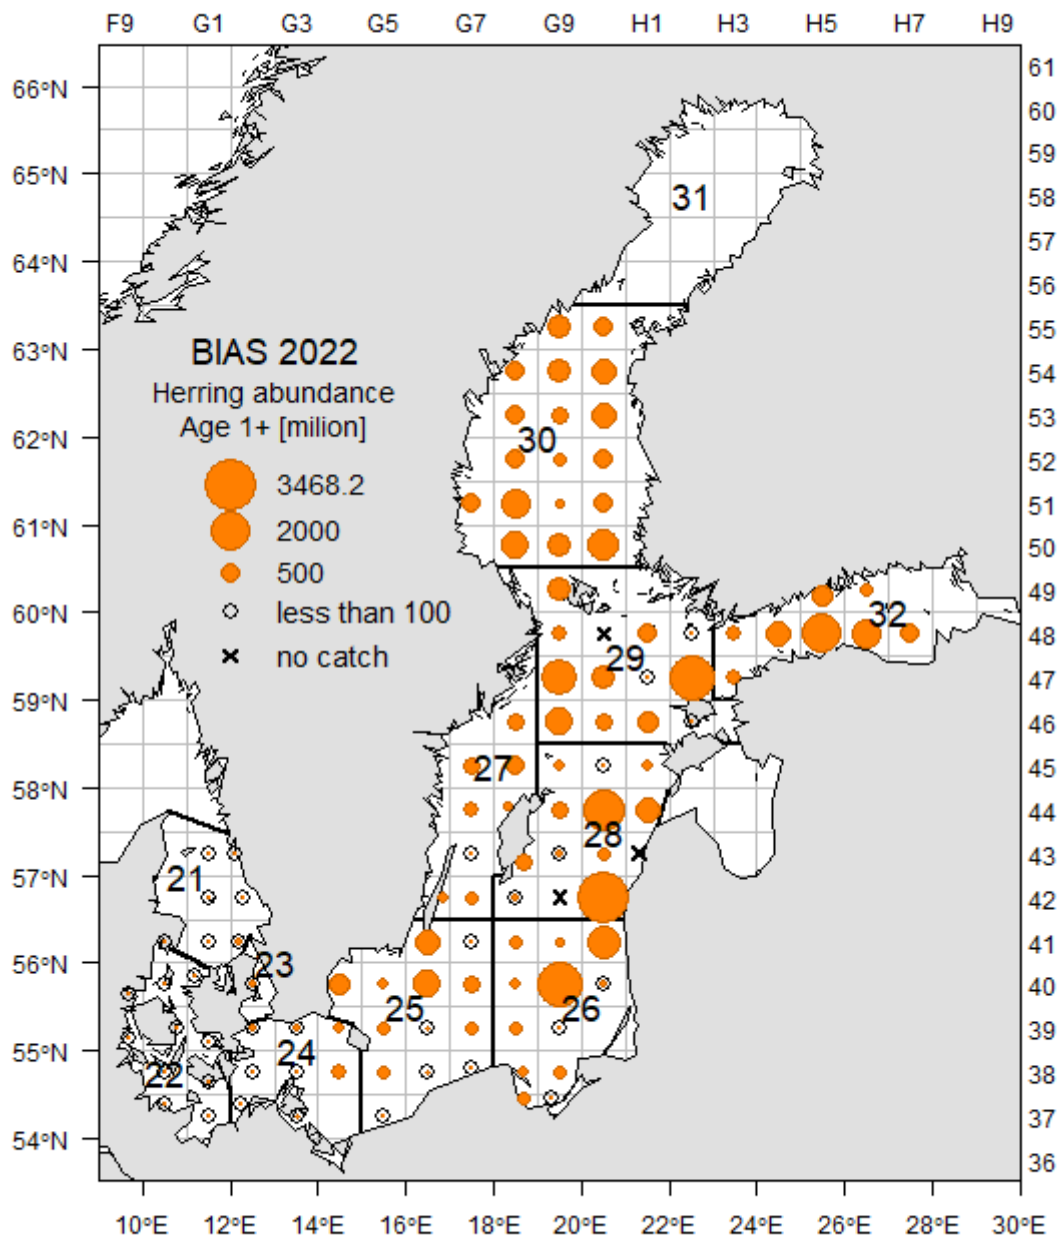 F9 G1 G3 G5 G7 G9 H1 H3 H5 H7 H9
66°N
65°N
64°N
63°N
62°N
61°N
60°N
59°N
58°N
57°N
56°N
55°N
54°N
BIAS 2022
Herring abundance
Age 1+ [milion]
3468.2
2000
500
less than 100
no catch
31
30
32
29
27
28
21
23
25
26
24
22
61
60
59
58
57
56
55
54
53
52
51
50
49
48
47
46
45
44
43
42
41
40
39
38
37
36
10°E 12°E 14°E 16°E 18°E 20°E 22°E 24°E 26°E 28°E 30°E